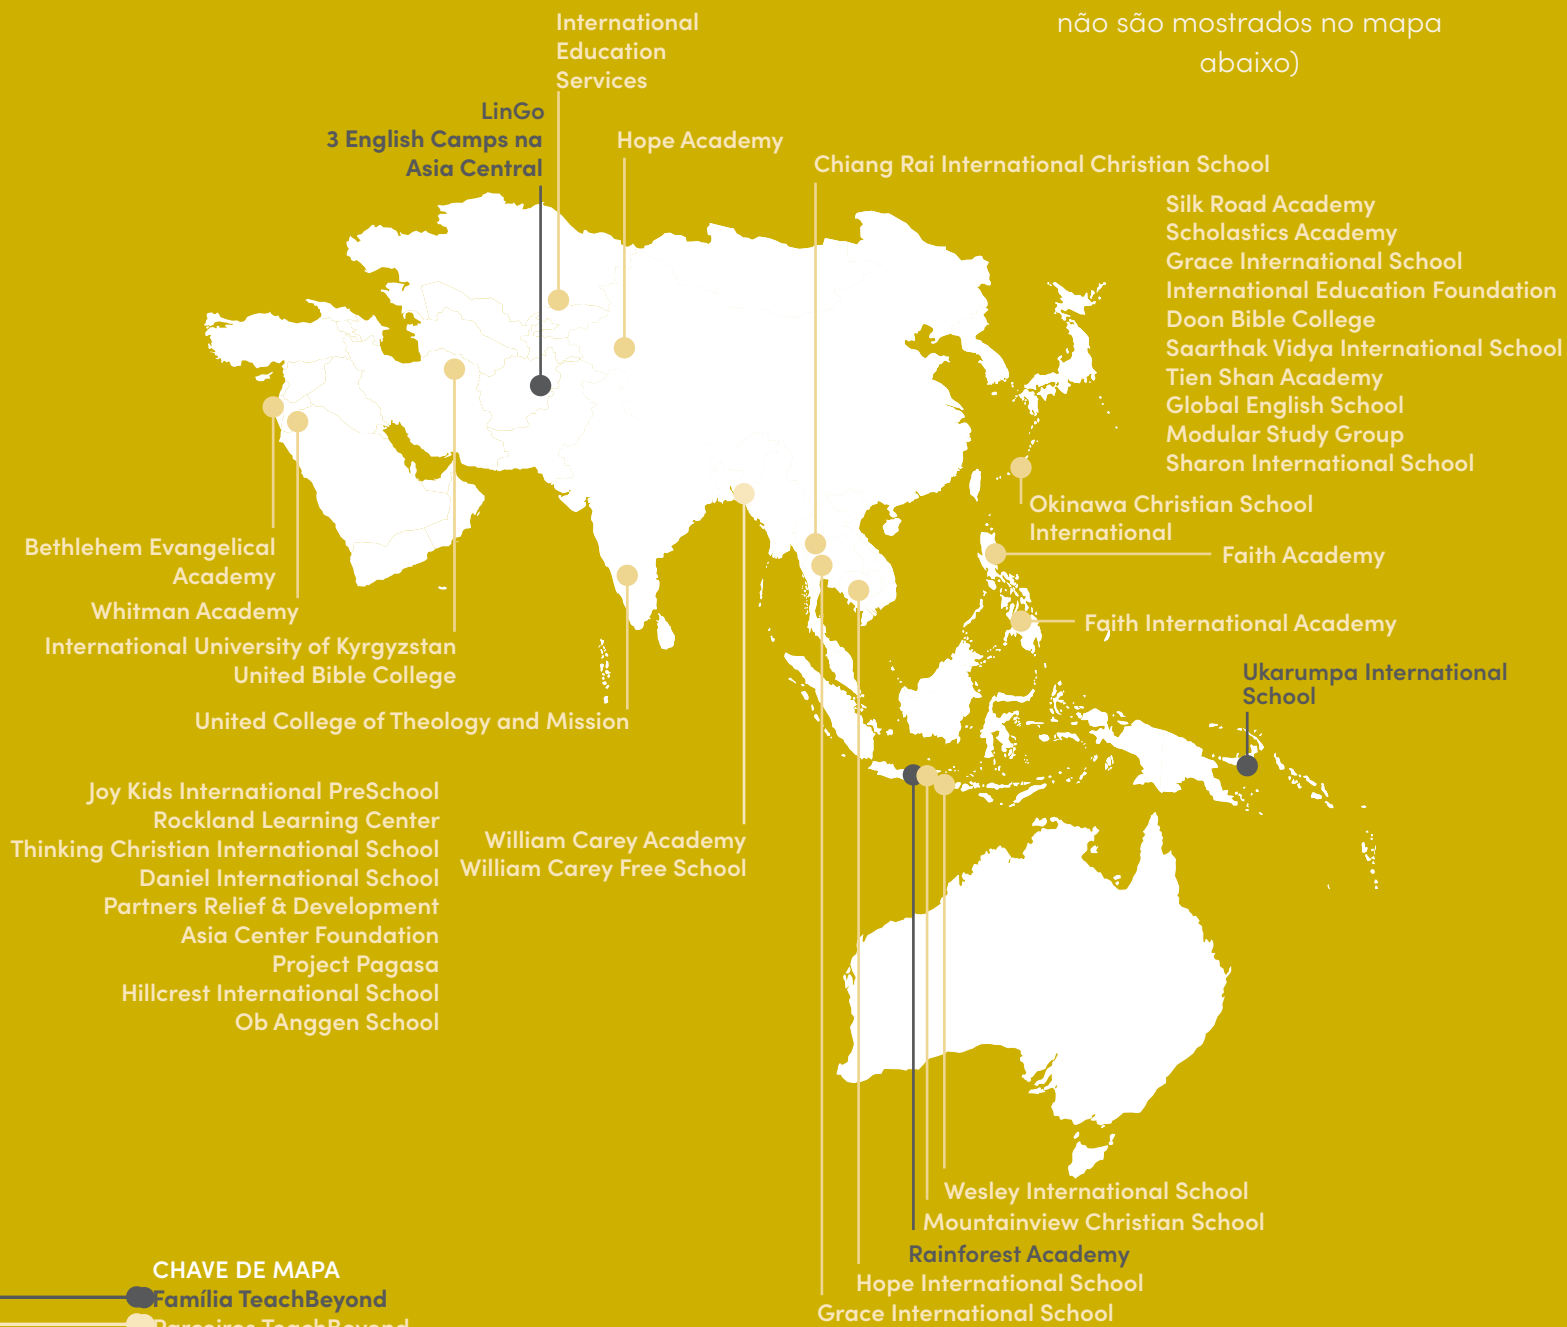 não são mostrados no mapa
abaixo)
International
Education
Services
LinGo
3 English Camps na
Asia Central
Hope Academy
Chiang Rai International Christian School
Silk Road Academy
Scholastics Academy
Grace International School
International Education Foundation
Doon Bible College
Saarthak Vidya International School
Tien Shan Academy
Global English School
Modular Study Group
Sharon International School
Okinawa Christian School
International
Faith Academy
Faith International Academy
Ukarumpa International
School
Bethlehem Evangelical
Academy
Whitman Academy
International University of Kyrgyzstan
United Bible College
United College of Theology and Mission
Joy Kids International PreSchool
Rockland Learning Center
Thinking Christian International School
Daniel International School
Partners Relief & Development
Asia Center Foundation
Project Pagasa
Hillcrest International School
Ob Anggen School
William Carey Academy
William Carey Free School
Wesley International School
Mountainview Christian School
Rainforest Academy
Hope International School
Grace International School
CHAVE DE MAPA
Família TeachBeyond
Parceiros TeachBeyond